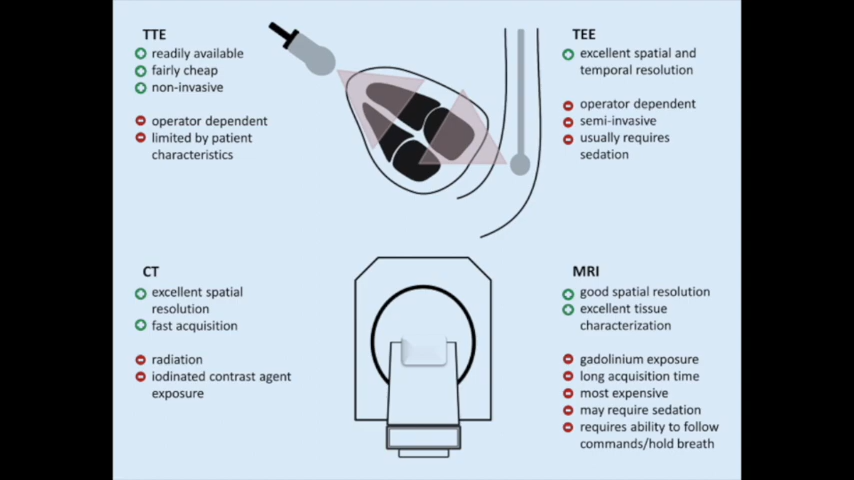 TTE
readily available
fairly cheap
non-invasive
operator dependent
limited by patient
characteristics
TEE
excellent spatial and
temporal resolution
operator dependent
semi-invasive
usually requires
sedation
CT
excellent spatial
resolution
fast acquisition
radiation
iodinated contrast agent
exposure
MRI
good spatial resolution
excellent tissue
characterization
gadolinium exposure
long acquisition time
most expensive
may require sedation
requires ability to follow
commands/hold breath